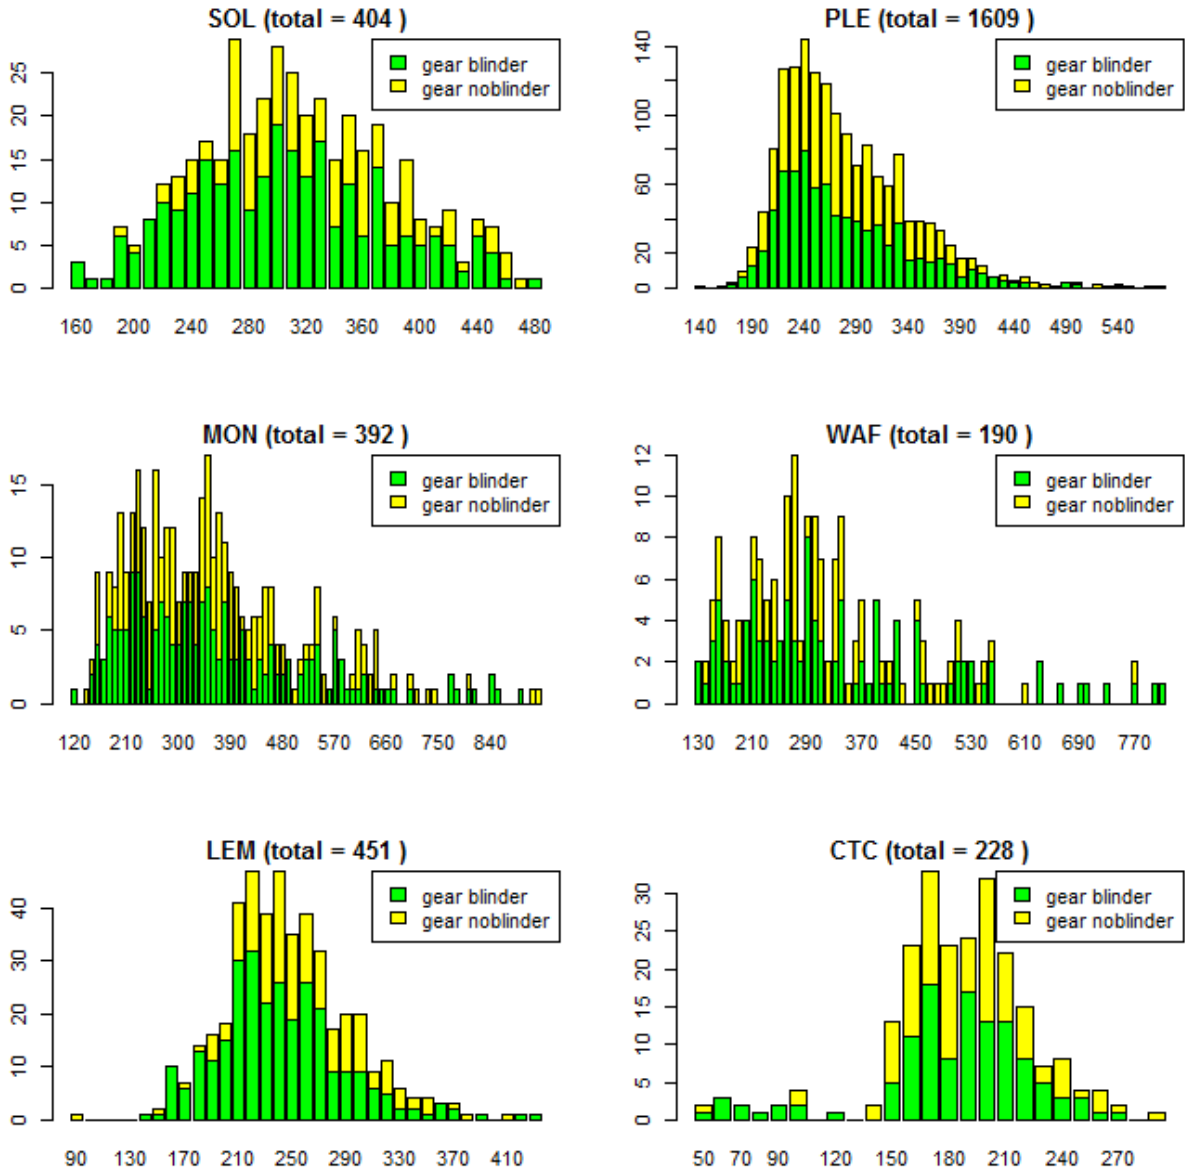 SOL (total = 404 )
gear blinder
gear noblinder
0 5 10 15 20 25
160 200 240 280 320 360 400 440 480
PLE (total = 1609 )
gear blinder
gear noblinder
0 20 60 100 140
140 190 240 290 340 390 440 490 540
MON (total = 392 )
gear blinder
gear noblinder
0 5 10 15
120 210 300 390 480 570 660 750 840
WAF (total = 190 )
gear blinder
gear noblinder
0 2 4 6 8 10 12
130 210 290 370 450 530 610 690 770
LEM (total = 451 )
gear blinder
gear noblinder
0 10 20 30 40
90 130 170 210 250 290 330 370 410
CTC (total = 228 )
gear blinder
gear noblinder
0 5 10 15 20 25 30
50 70 90 120 150 180 210 240 270